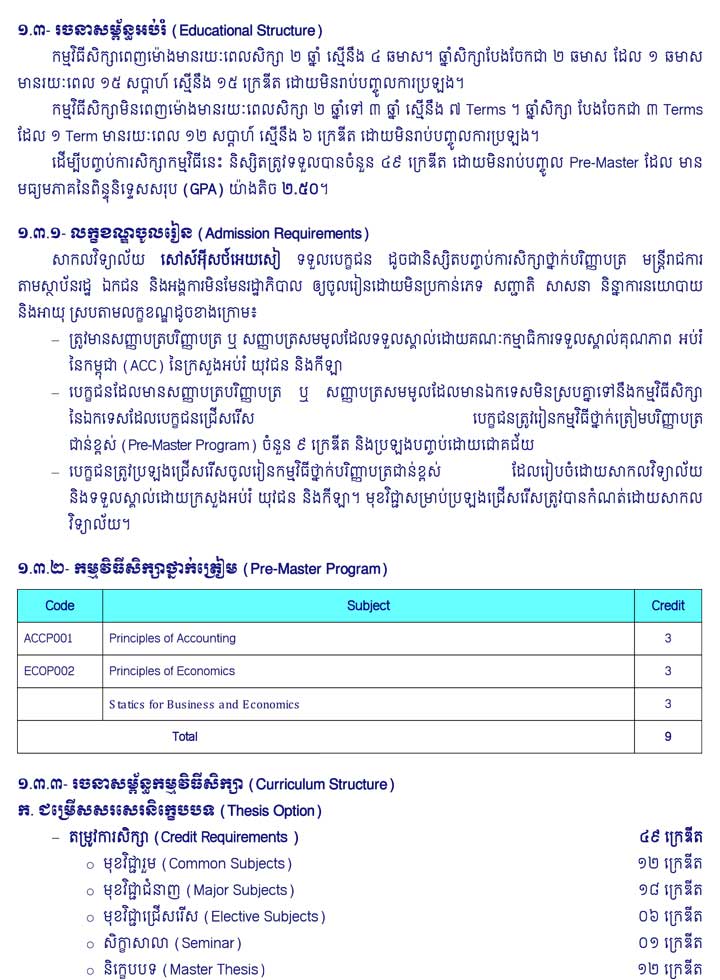 ១.៣- រចនាសម្ព័ន្ធអប់រំ (Educational Structure)
កម្មវិធីសិក្សាពេញម៉ោងមានរយៈពេលសិក្សា ២ ឆ្នាំ ស្មើនឹង ៤ ឆមាស។ ឆ្នាំសិក្សាបែងចែកជា ២ ឆមាស ដែល ១ ឆមាស
មានរយៈពេល ១៥ សប្តាហ៍ ស្មើនឹង ១៥ ក្រេឌីត ដោយមិនរាប់បញ្ចូលការប្រឡង។
កម្មវិធីសិក្សាមិនពេញម៉ោងមានរយៈពេលសិក្សា ២ ឆ្នាំទៅ ៣ ឆ្នាំ ស្មើនឹង ៧ Terms ។ ឆ្នាំសិក្សា បែងចែកជា ៣ Terms
ដែល ១ Term មានរយៈពេល ១២ សប្តាហ៍ ស្មើនឹង ៦ ក្រេឌីត ដោយមិនរាប់បញ្ចូលការប្រឡង។
ដើម្បីបញ្ចប់ការសិក្សាកម្មវិធីនេះ និស្សិតត្រូវទទួលបានចំនួន ៤៩ ក្រេឌីត ដោយមិនរាប់បញ្ចូល Pre-Master ដែល មាន
មធ្យមភាគនៃពិន្ទុនិទ្ទេសសរុប (GPA) យ៉ាងតិច ២.៥០។
១.៣.១- លក្ខខណ្ឌចូលរៀន (Admission Requirements)
សាកលវិទ្យាល័យ សៅស៍អ៊ីសថ៍អេយសៀ ទទួលបេក្ខជន ដូចជានិស្សិតបញ្ចប់ការសិក្សាថ្នាក់បរិញ្ញាបត្រ មន្ត្រីរាជការ
តាមស្ថាប័នរដ្ឋ ឯកជន និងអង្គការមិនមែនរដ្ឋាភិបាល ឲ្យចូលរៀនដោយមិនប្រកាន់ភេទ សញ្ជាតិ សាសនា និន្នាការនយោបាយ
និងអាយុ ស្របតាមលក្ខខណ្ឌដូចខាងក្រោម៖
– ត្រូវមានសញ្ញាបត្របរិញ្ញាបត្រ ឬ សញ្ញាបត្រសមមូលដែលទទួលស្គាល់ដោយគណៈកម្មាធិការទទួលស្គាល់គុណភាព អប់រំ
នៃកម្ពុជា (ACC) នៃក្រសួងអប់រំ យុវជន និងកីឡា
– បេក្ខជនដែលមានសញ្ញាបត្របរិញ្ញាបត្រ ឬ សញ្ញាបត្រសមមូលដែលមានឯកទេសមិនស្របគ្នាទៅនឹងកម្មវិធីសិក្សា
នៃឯកទេសដែលបេក្ខជនជ្រើសរើស បេក្ខជនត្រូវរៀនកម្មវិធីថ្នាក់ត្រៀមបរិញ្ញាបត្រ
ជាន់ខ្ពស់ (Pre-Master Program) ចំនួន ៩ ក្រេឌីត និងប្រឡងបញ្ចប់ដោយជោគជ័យ
– បេក្ខជនត្រូវប្រឡងជ្រើសរើសចូលរៀនកម្មវិធីថ្នាក់បរិញ្ញាបត្រជាន់ខ្ពស់ ដែលរៀបចំដោយសាកលវិទ្យាល័យ
និងទទួលស្គាល់ដោយក្រសួងអប់រំ យុវជន និងកីឡា។ មុខវិជ្ជាសម្រាប់ប្រឡងជ្រើសរើសត្រូវបានកំណត់ដោយសាកល
វិទ្យាល័យ។
១.៣.២- កម្មវិធីសិក្សាថ្នាក់ត្រៀម (Pre-Master Program)
Code Subject Credit
ACCP001 Principles of Accounting 3
ECOP002 Principles of Economics 3
Statics for Business and Economics 3
Total 9
១.៣.៣- រចនាសម្ព័ន្ធកម្មវិធីសិក្សា (Curriculum Structure)
ក. ជម្រើសសរសេរនិក្ខេបបទ (Thesis Option)
– តម្រូវការសិក្សា (Credit Requirements ) ៤៩ ក្រេឌីត
o មុខវិជ្ជារួម (Common Subjects) ១២ ក្រេឌីត
o មុខវិជ្ជាជំនាញ (Major Subjects) ១៨ ក្រេឌីត
o មុខវិជ្ជាជ្រើសរើស (Elective Subjects) ០៦ ក្រេឌីត
o សិក្ខាសាលា (Seminar) ០១ ក្រេឌីត
o និក្ខេបបទ (Master Thesis) ១២ ក្រេឌីត